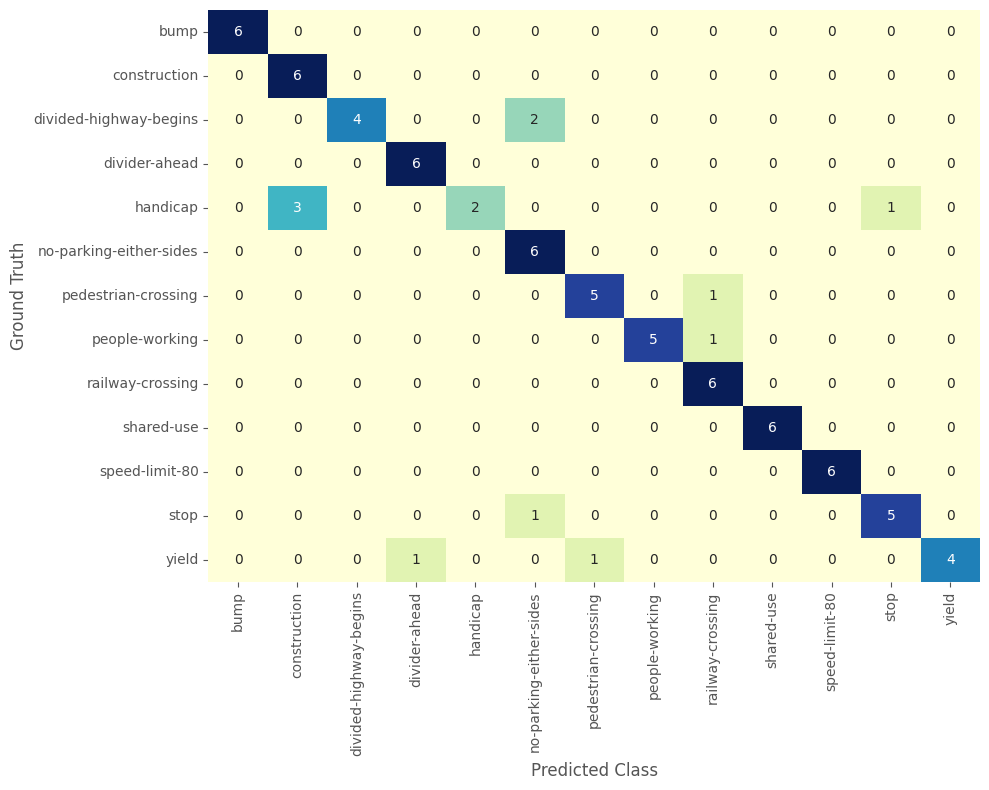 Ground Truth
bump 6 0 0 0 0 0 0 0 0 0 0 0 0
construction 0 6 0 0 0 0 0 0 0 0 0 0 0
divided-highway-begins 0 0 4 0 0 2 0 0 0 0 0 0 0
divider-ahead 0 0 0 6 0 0 0 0 0 0 0 0 0
handicap 0 3 0 0 2 0 0 0 0 0 0 1 0
no-parking-either-sides 0 0 0 0 0 6 0 0 0 0 0 0 0
pedestrian-crossing 0 0 0 0 0 0 5 0 1 0 0 0 0
people-working 0 0 0 0 0 0 0 5 1 0 0 0 0
railway-crossing 0 0 0 0 0 0 0 0 6 0 0 0 0
shared-use 0 0 0 0 0 0 0 0 0 6 0 0 0
speed-limit-80 0 0 0 0 0 0 0 0 0 0 6 0 0
stop 0 0 0 0 0 1 0 0 0 0 0 5 0
yield 0 0 0 1 0 0 1 0 0 0 0 0 4
bump
construction
divided-highway-begins
divider-ahead
handicap
no-parking-either-sides
pedestrian-crossing
people-working
railway-crossing
shared-use
speed-limit-80
stop
yield
Predicted Class